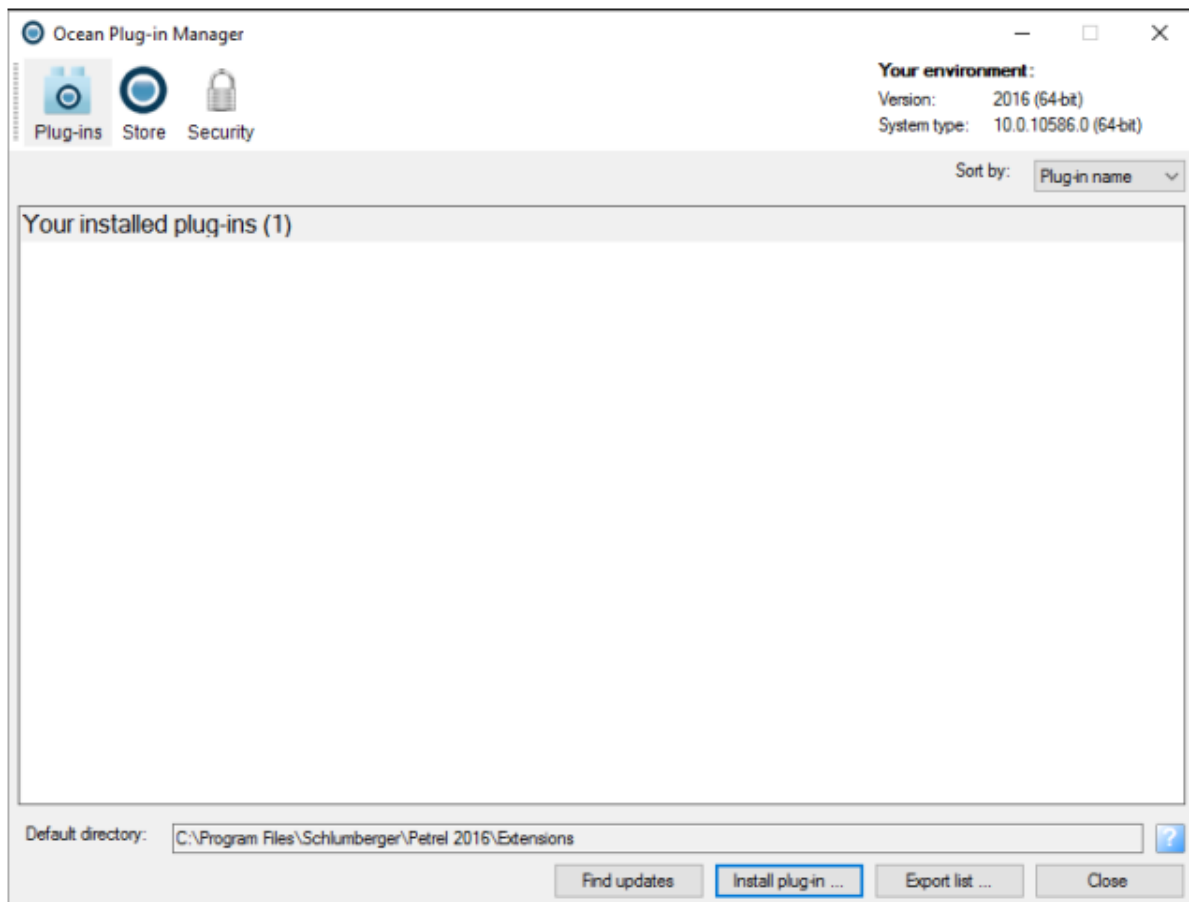 Ocean Plug-in Manager
Plug-ins Store Security
Your environment:
Version: 2016 (64-bit)
System type: 10.0.10586.0 (64-bit)
Sort by: Plug-in name
Your installed plug-ins (1)
Default directory: C:\Program Files\Schlumberger\Petrel 2016\Extensions
?
Find updates Install plug-in ... Export list ... Close